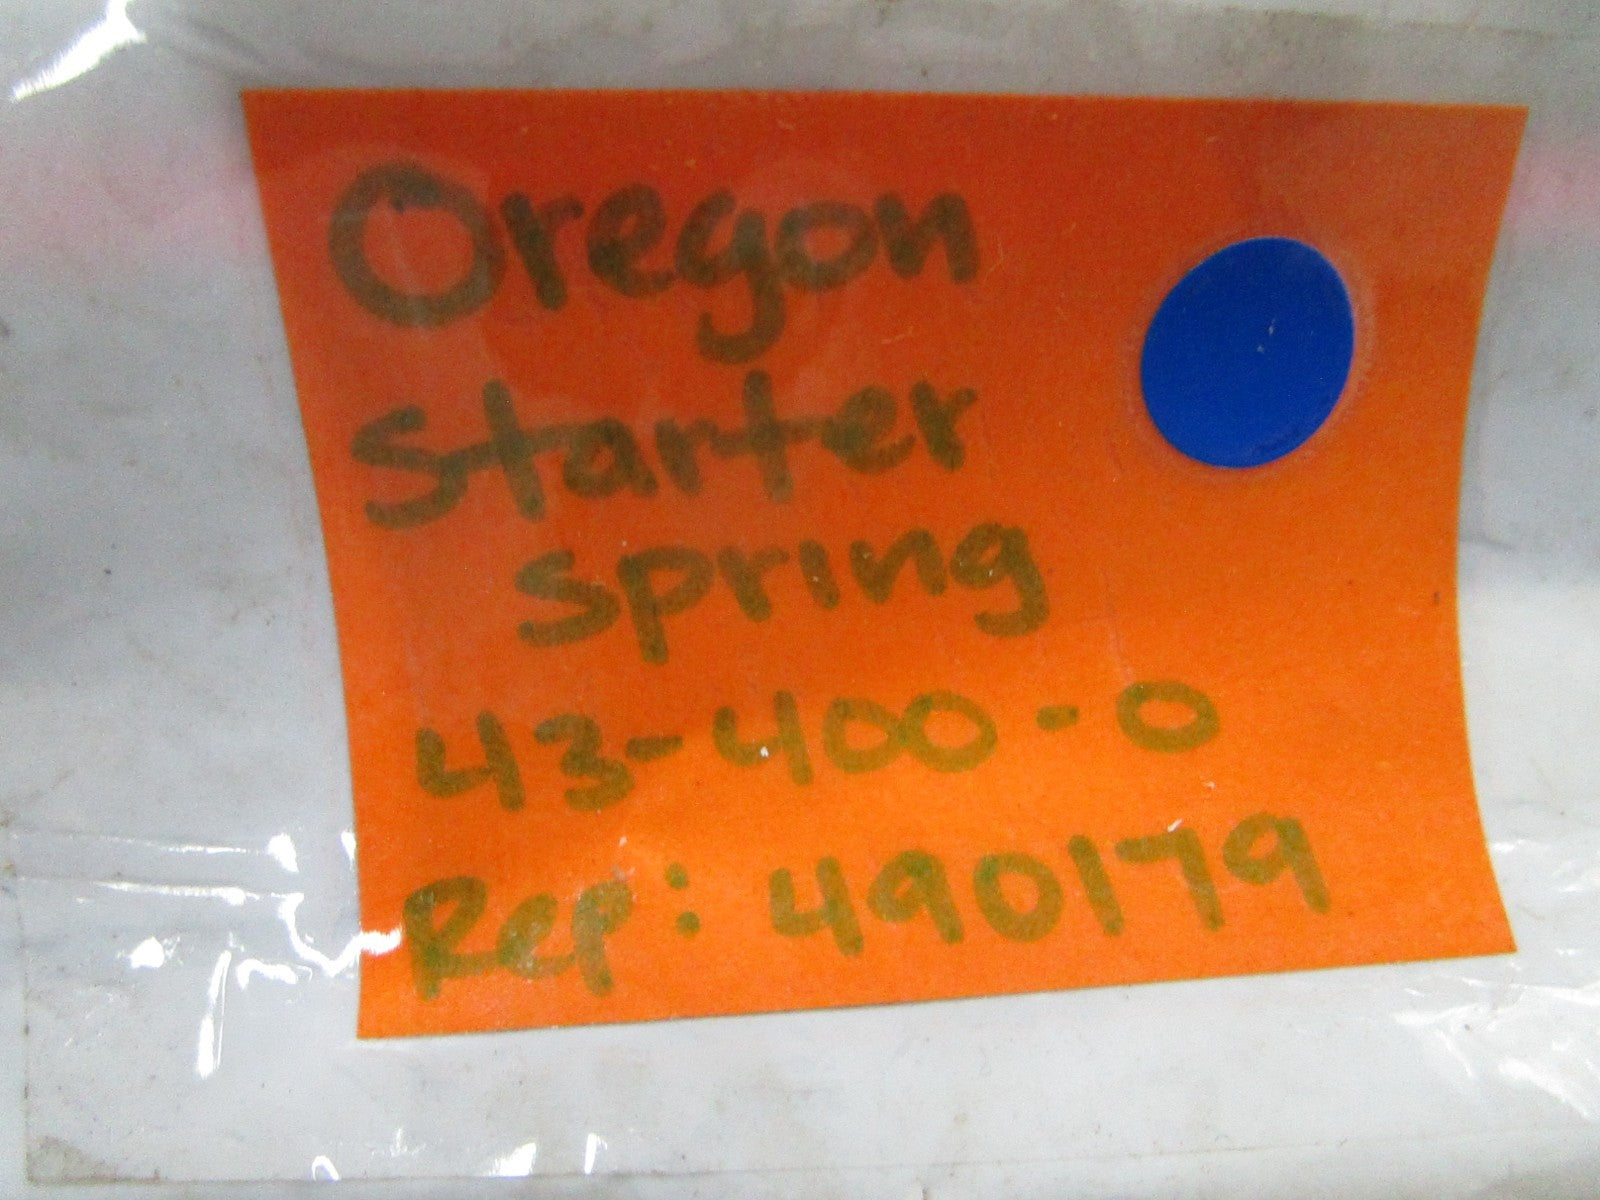 Oregon
Starter
spring
43-400-0
Rep: 490179